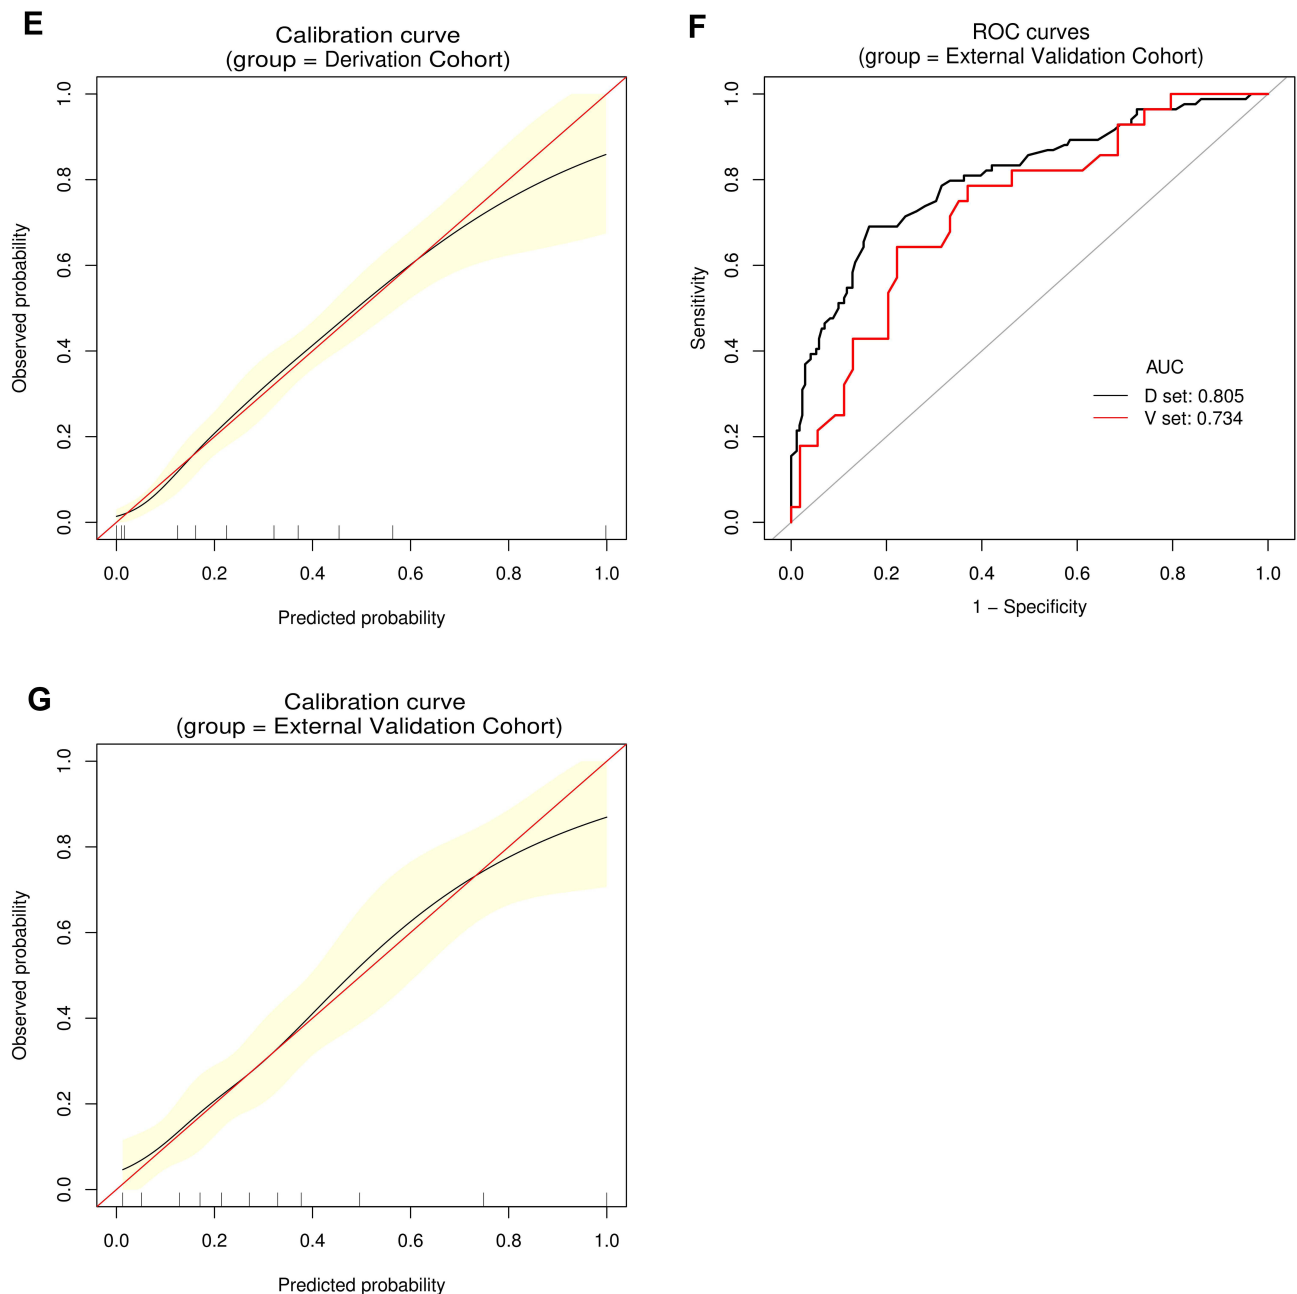 E
Calibration curve
(group = Derivation Cohort)
Observed probability
1.0
0.8
0.6
0.4
0.2
0.0
0.0 0.2 0.4 0.6 0.8 1.0
Predicted probability
F
ROC curves
(group = External Validation Cohort)
Sensitivity
1.0
0.8
0.6
0.4
0.2
0.0
AUC
D set: 0.805
V set: 0.734
0.0 0.2 0.4 0.6 0.8 1.0
1 − Specificity
G
Calibration curve
(group = External Validation Cohort)
Observed probability
1.0
0.8
0.6
0.4
0.2
0.0
0.0 0.2 0.4 0.6 0.8 1.0
Predicted probability